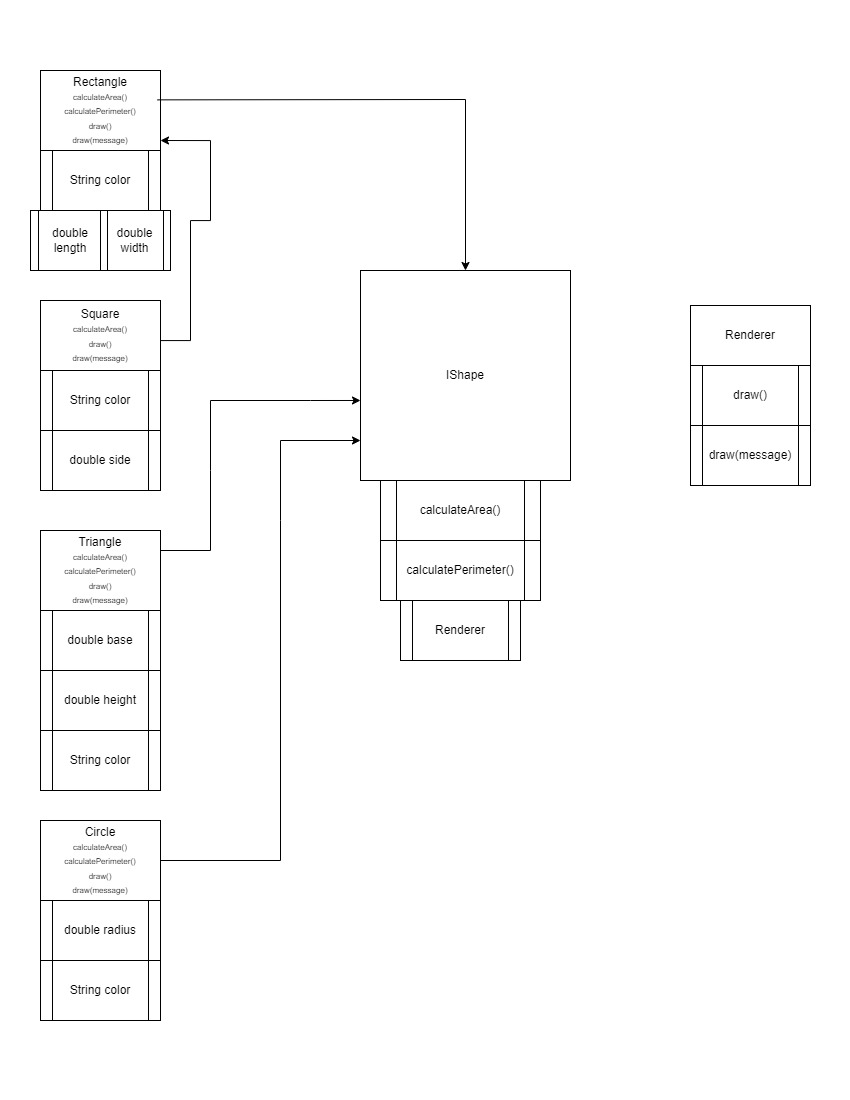 Rectangle
calculateArea()
calculatePerimeter()
draw()
draw(message)
String color
double
length
double
width
Square
calculateArea()
draw()
draw(message)
String color
double side
Triangle
calculateArea()
calculatePerimeter()
draw()
draw(message)
double base
double height
String color
Circle
calculateArea()
calculatePerimeter()
draw()
draw(message)
double radius
String color
IShape
calculateArea()
calculatePerimeter()
Renderer
Renderer
draw()
draw(message)